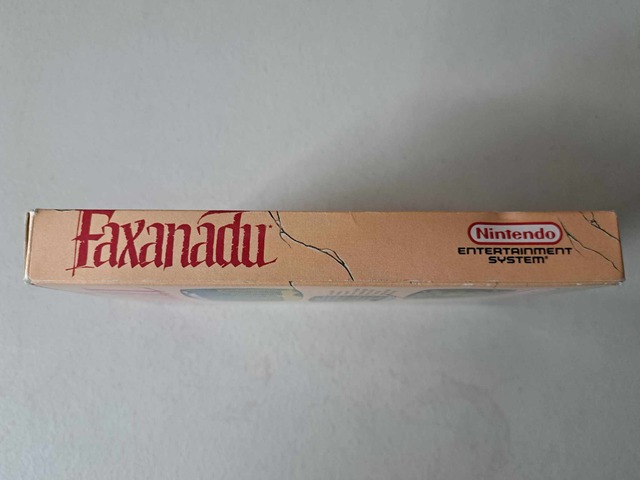 Faxanadu
Nintendo®
ENTERTAINMENT
SYSTEM®